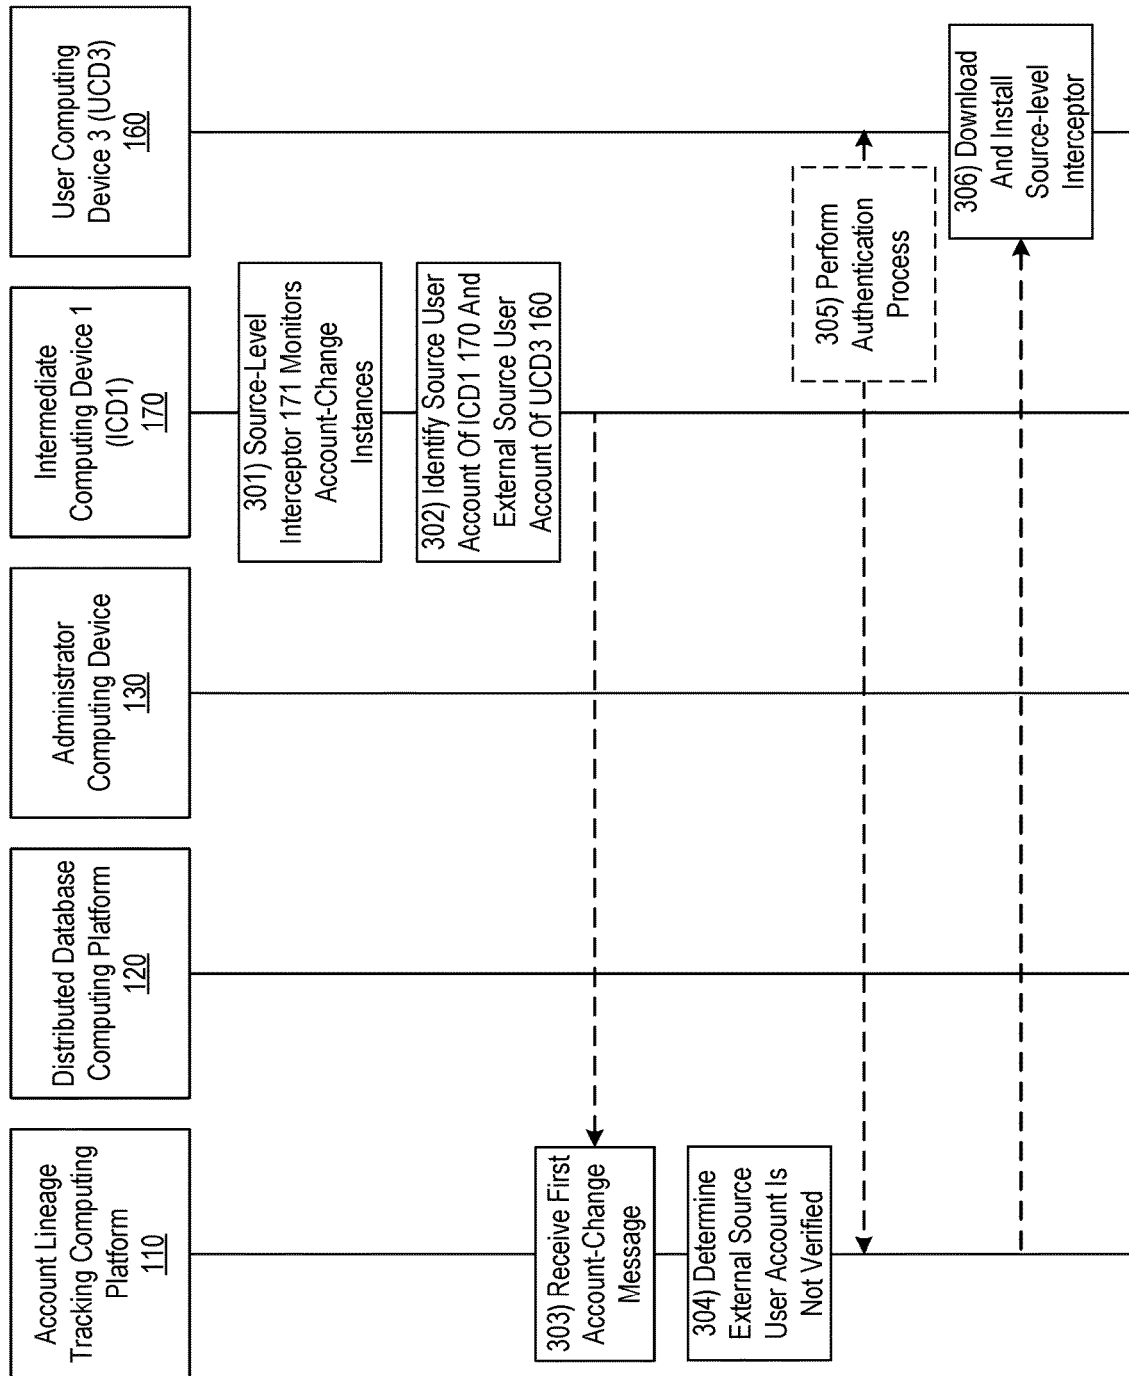 Account Lineage
Tracking Computing
Platform
110
Distributed Database
Computing Platform
120
Administrator
Computing Device
130
Intermediate
Computing Device 1
(ICD1)
170
User Computing
Device 3 (UCD3)
160
301) Source-Level
Interceptor 171 Monitors
Account-Change
Instances
302) Identify Source User
Account Of ICD1 170 And
External Source User
Account Of UCD3 160
303) Receive First
Account-Change
Message
304) Determine
External Source
User Account Is
Not Verified
305) Perform
Authentication
Process
306) Download
And Install
Source-level
Interceptor